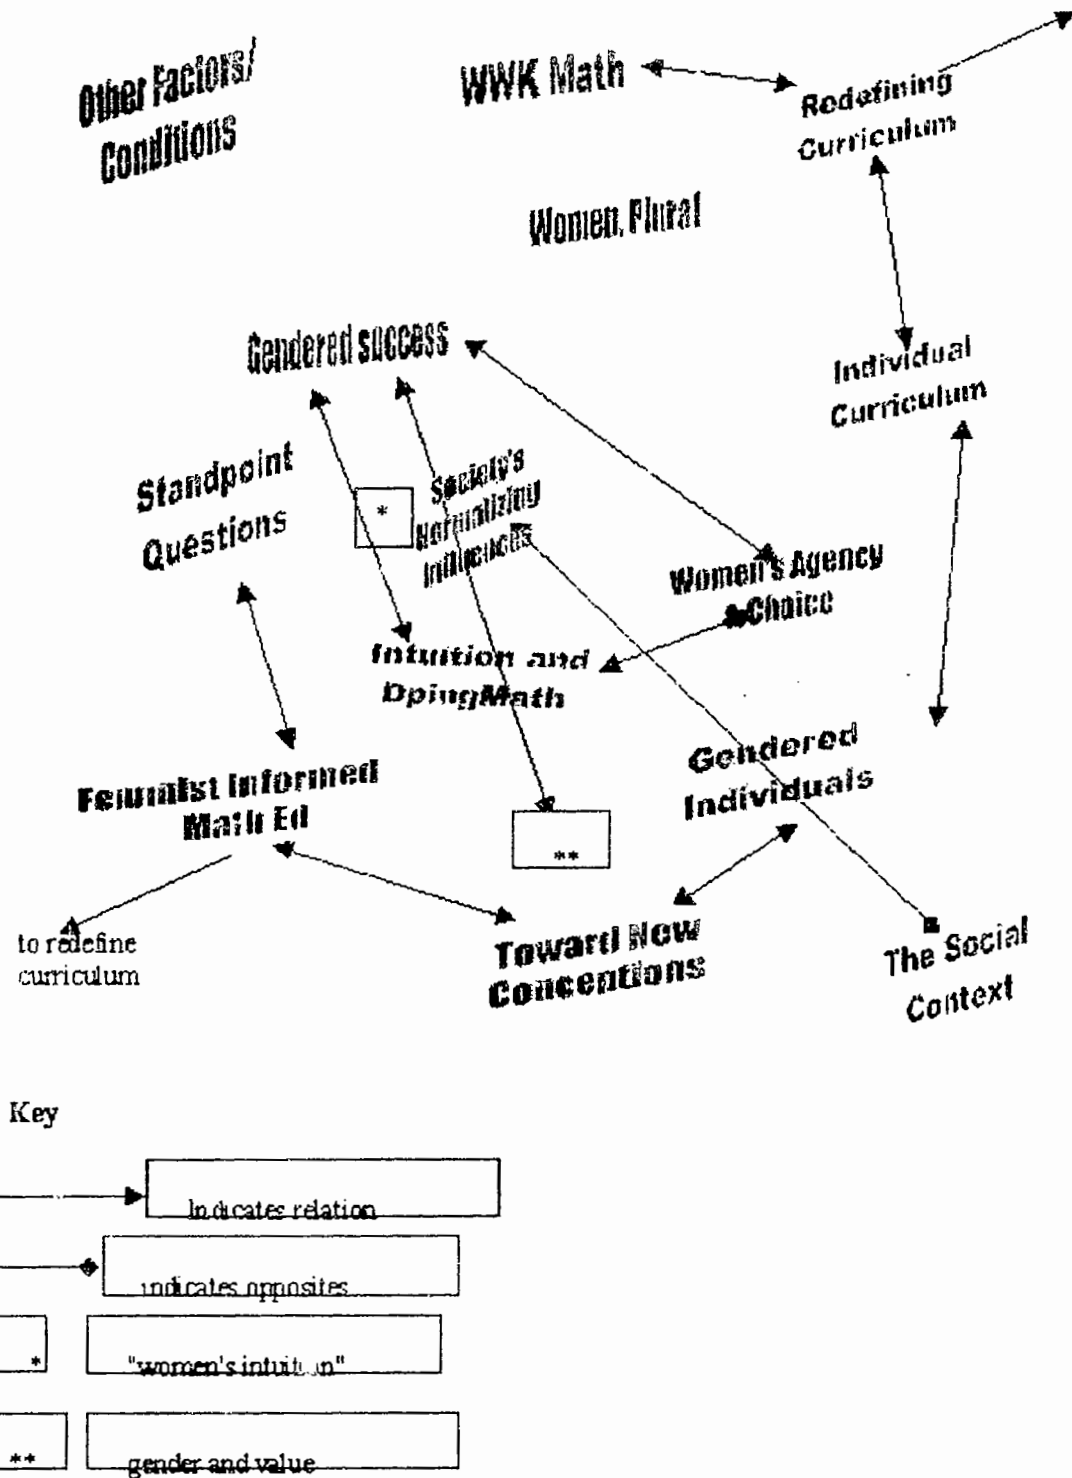 Other Factors/
Conditions
WWK Math
Redefining
Curriculum
Women, Plural
Gendered success
Individual
Curriculum
Standpoint
Questions
*
Society's
Normalizing
Influences
Women's Agency
& Choice
Intuition and
DoingMath
Gendered
Individuals
Feminist Informed
Math Ed
**
to redefine
curriculum
Toward New
Conceptions
The Social
Context
Key
Indicates relation
indicates opposites
* "women's intuition"
** gender and value